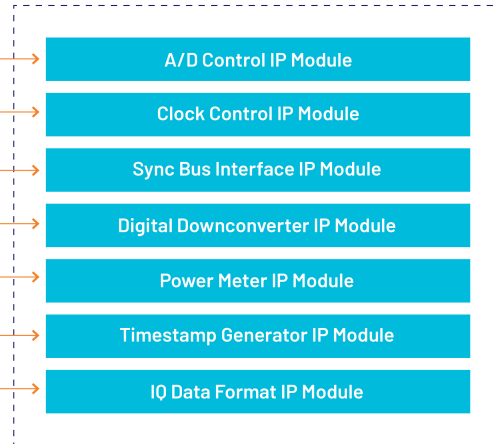 A/D Control IP Module
Clock Control IP Module
Sync Bus Interface IP Module
Digital Downconverter IP Module
Power Meter IP Module
Timestamp Generator IP Module
IQ Data Format IP Module